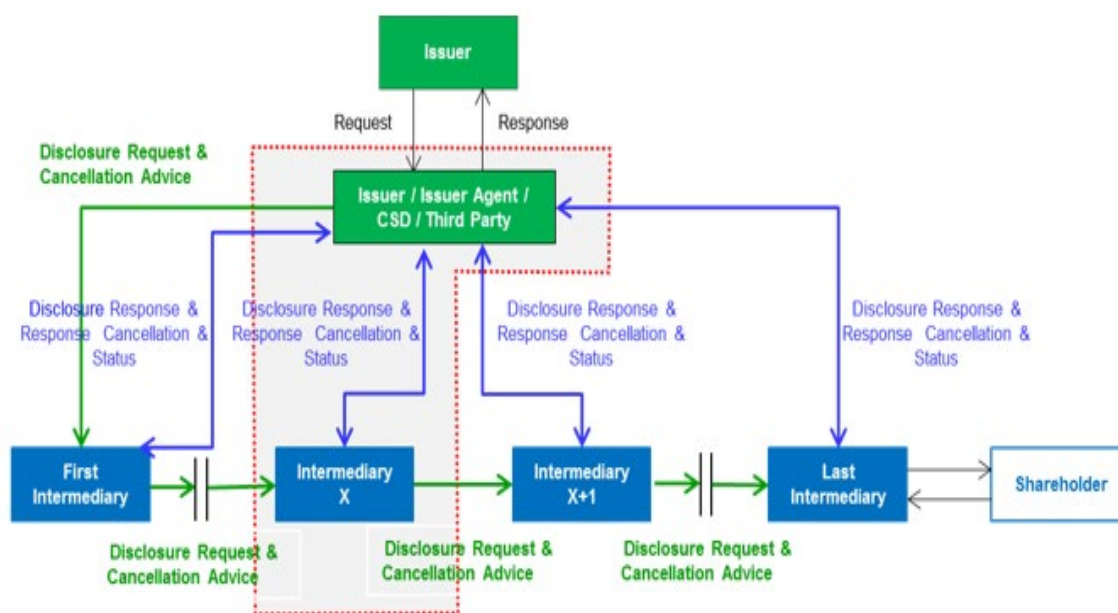 Issuer
Request
Response
Disclosure Request &
Cancellation Advice
Issuer / Issuer Agent /
CSD / Third Party
Disclosure Response &
Response Cancellation &
Status
Disclosure Response &
Response Cancellation &
Status
Disclosure Response &
Response Cancellation &
Status
Disclosure Response &
Response Cancellation &
Status
First
Intermediary
Intermediary
X
Intermediary
X+1
Last
Intermediary
Shareholder
Disclosure Request &
Cancellation Advice
Disclosure Request &
Cancellation Advice
Disclosure Request &
Cancellation Advice